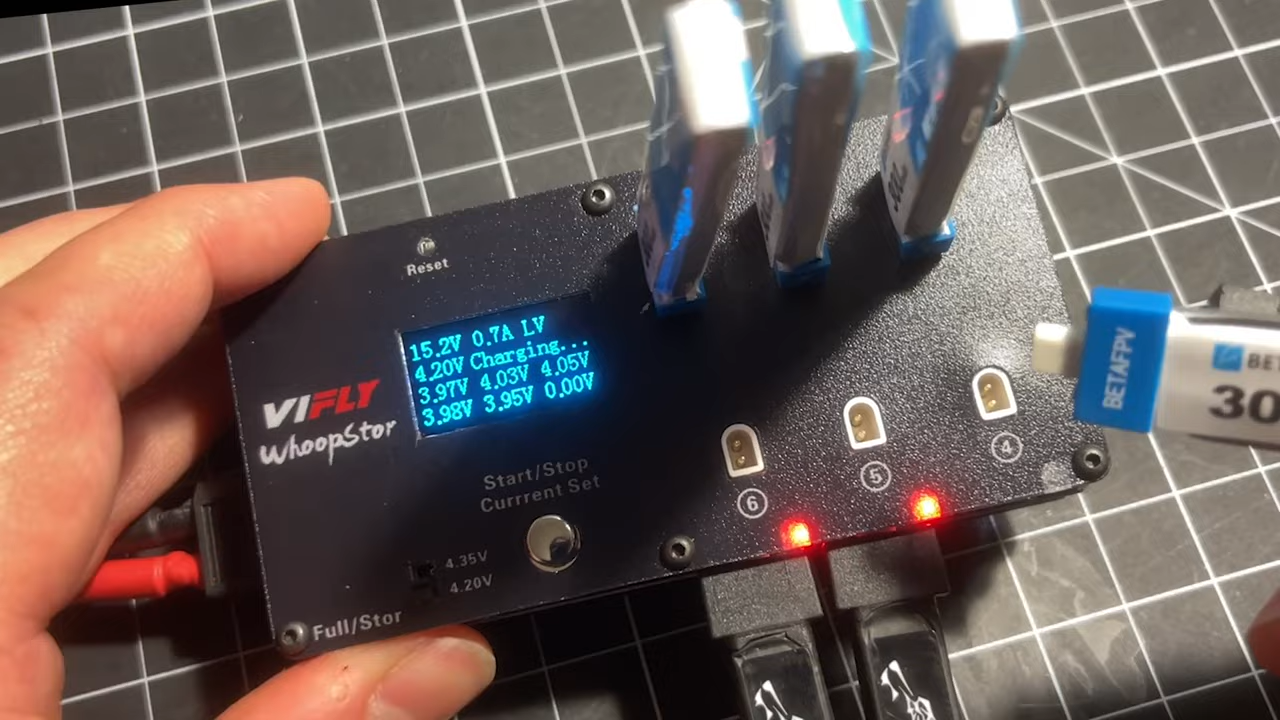 Reset
15.2V 0.7A LV
4.20V Charging...
3.97V 4.03V 4.05V
3.98V 3.95V 0.00V
VIFLY
WhoopStor
Start/Stop
Currrent Set
4.35V
4.20V
Full/Stor
6
5
4
BETAFPV
BE
30